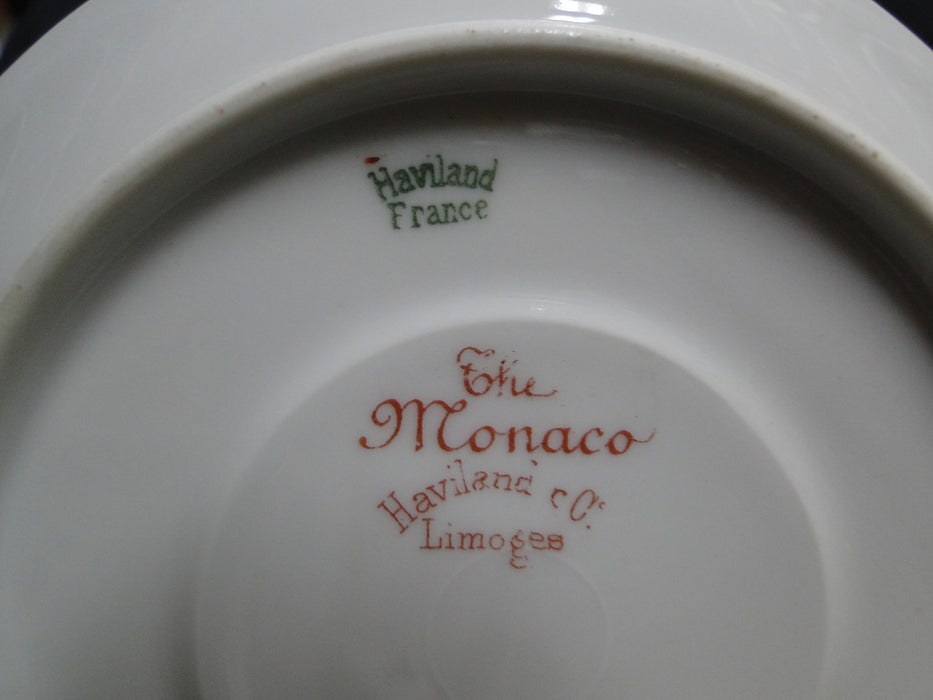 Haviland
France
The
Monaco
Haviland & Co.
Limoges